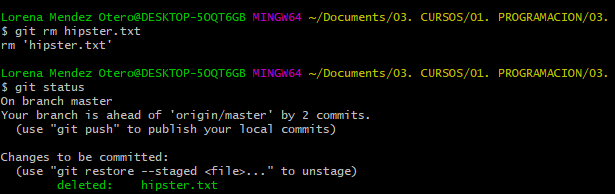 Lorena Mendez Otero@DESKTOP-5OQT6GB MINGW64 ~/Documents/03. CURSOS/01. PROGRAMACION/03.
$ git rm hipster.txt
rm 'hipster.txt'
Lorena Mendez Otero@DESKTOP-5OQT6GB MINGW64 ~/Documents/03. CURSOS/01. PROGRAMACION/03.
$ git status
On branch master
Your branch is ahead of 'origin/master' by 2 commits.
(use "git push" to publish your local commits)
Changes to be committed:
(use "git restore --staged <file>..." to unstage)
deleted: hipster.txt